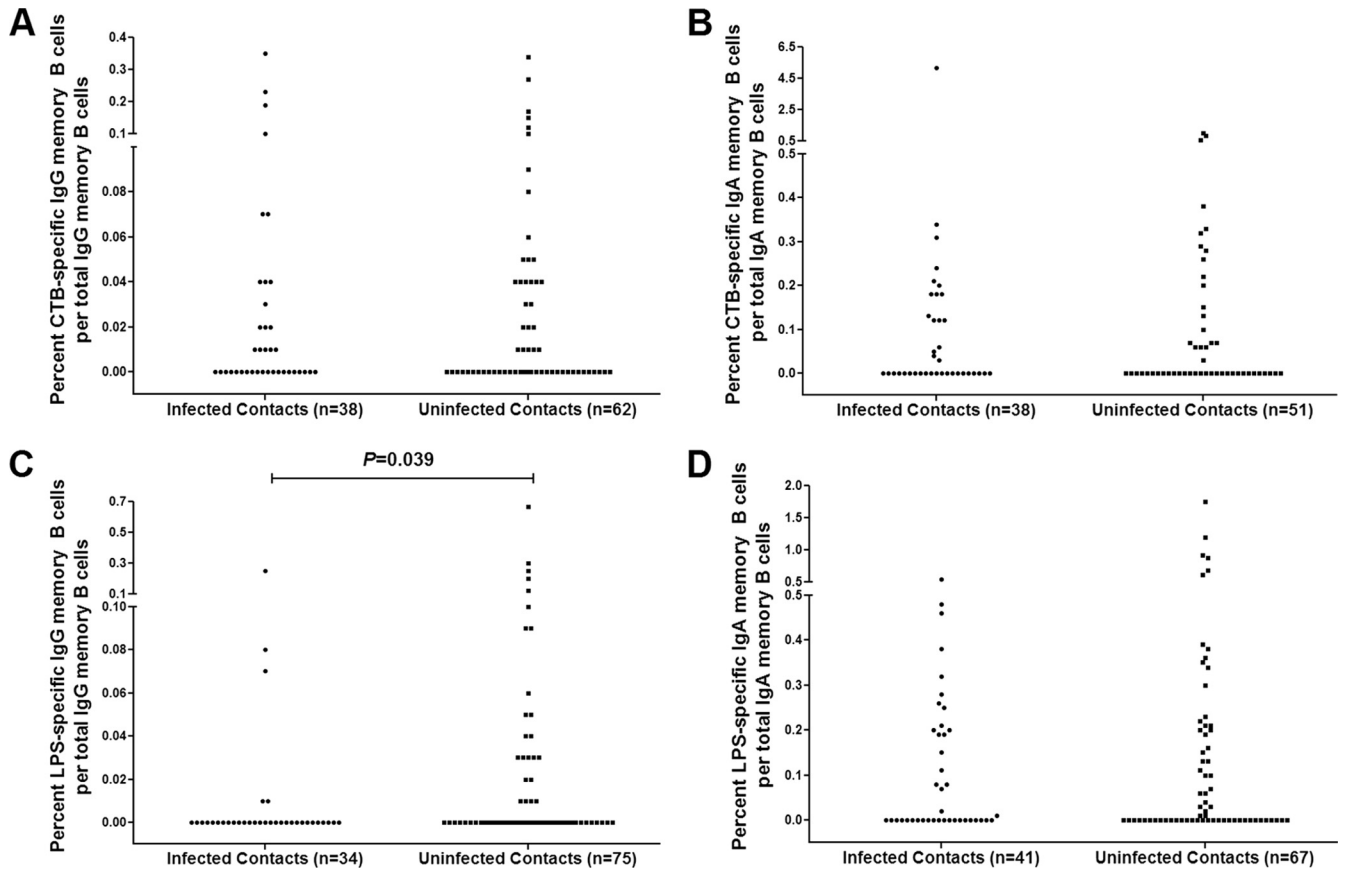 A
Percent CTB-specific IgG memory B cells
per total IgG memory B cells
0.4
0.3
0.2
0.1
0.08
0.06
0.04
0.02
0.00
Infected Contacts (n=38)
Uninfected Contacts (n=62)
B
Percent CTB-specific IgA memory B cells
per total IgA memory B cells
6.5
4.5
2.5
0.5
0.5
0.4
0.3
0.2
0.1
0.0
Infected Contacts (n=38)
Uninfected Contacts (n=51)
C
P=0.039
Percent LPS-specific IgG memory B cells
per total IgG memory B cells
0.7
0.5
0.3
0.1
0.10
0.08
0.06
0.04
0.02
0.00
Infected Contacts (n=34)
Uninfected Contacts (n=75)
D
Percent LPS-specific IgA memory B cells
per total IgA memory B cells
2.0
1.5
1.0
0.5
0.5
0.4
0.3
0.2
0.1
0.0
Infected Contacts (n=41)
Uninfected Contacts (n=67)